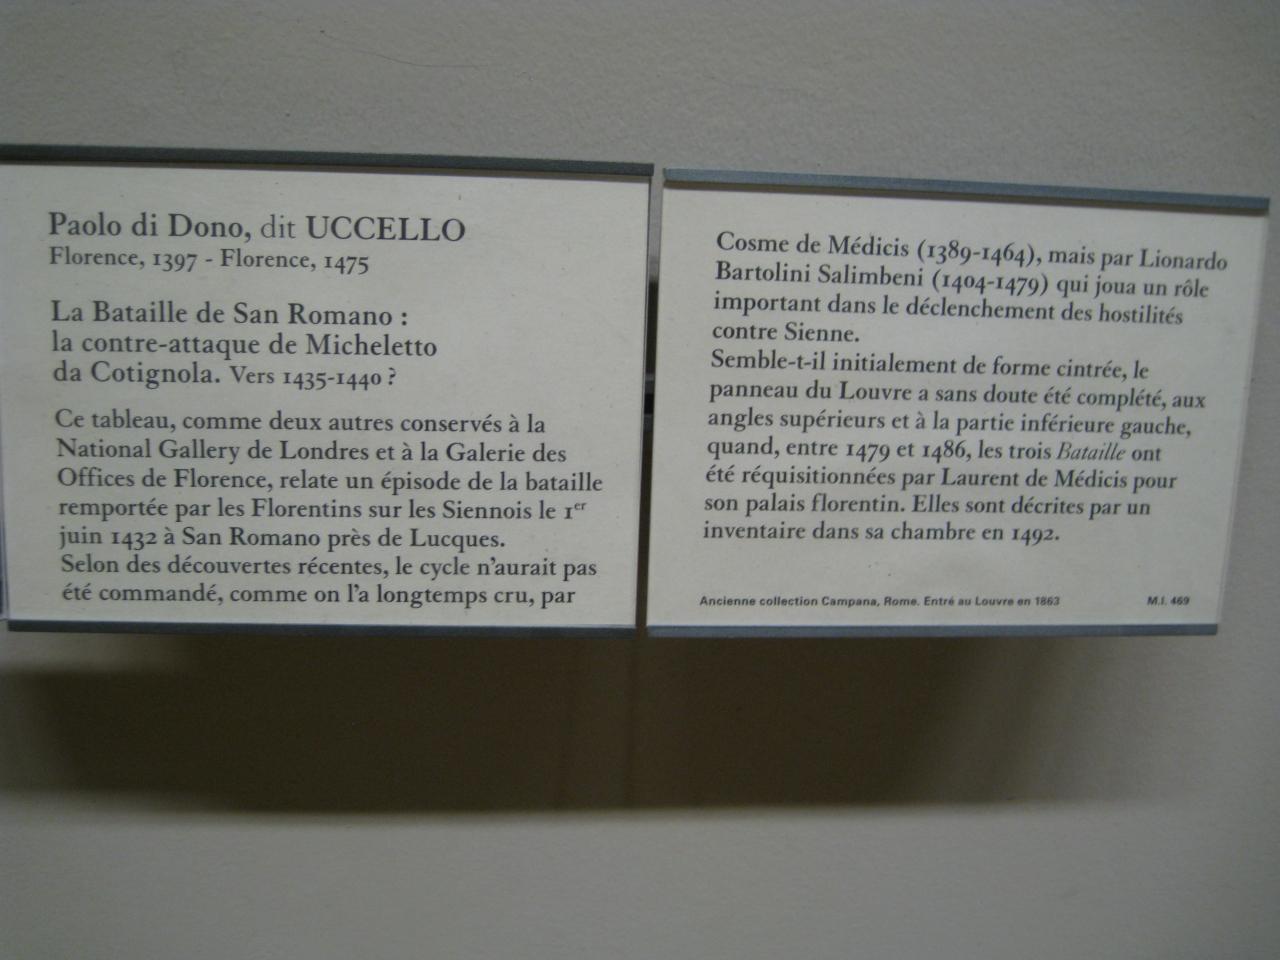 Paolo di Dono, dit UCCELLO
Florence, 1397 - Florence, 1475
La Bataille de San Romano :
la contre-attaque de Micheletto
da Cotignola. Vers 1435-1440 ?
Ce tableau, comme deux autres conservés à la
National Gallery de Londres et à la Galerie des
Offices de Florence, relate un épisode de la bataille
remportée par les Florentins sur les Siennois le 1er
juin 1432 à San Romano près de Lucques.
Selon des découvertes récentes, le cycle n'aurait pas
été commandé, comme on l'a longtemps cru, par
Cosme de Médicis (1389-1464), mais par Lionardo
Bartolini Salimbeni (1404-1479) qui joua un rôle
important dans le déclenchement des hostilités
contre Sienne.
Semble-t-il initialement de forme cintrée, le
panneau du Louvre a sans doute été complété, aux
angles supérieurs et à la partie inférieure gauche,
quand, entre 1479 et 1486, les trois Bataille ont
été réquisitionnées par Laurent de Médicis pour
son palais florentin. Elles sont décrites par un
inventaire dans sa chambre en 1492.
Ancienne collection Campana, Rome. Entré au Louvre en 1863 M.I. 469